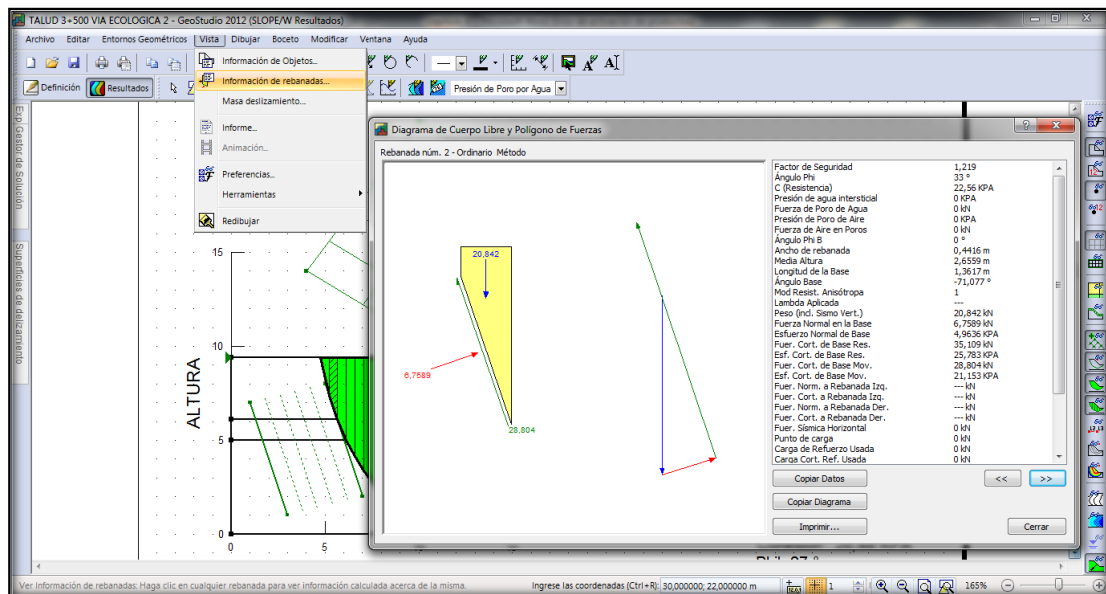 TALUD 3+500 VIA ECOLOGICA 2 - GeoStudio 2012 (SLOPE/W Resultados)
Archivo Editar Entornos Geométricos Vista Dibujar Boceto Modificar Ventana Ayuda
Definición Resultados Presión de Poro por Agua
Información de Objetos...
Información de rebanadas...
Masa deslizamiento...
Informe...
Animación...
Preferencias...
Herramientas
Redibujar
Exp. Gestor de Solución
Superficies de delizamiento
ALTURA
15
10
5
0
0 5
Diagrama de Cuerpo Libre y Polígono de Fuerzas
Rebanada núm. 2 - Ordinario Método
20,842
6,7589
28,804
Factor de Seguridad 1,219
Ángulo Phi 33 °
C (Resistencia) 22,56 KPA
Presión de agua intersticial 0 KPA
Fuerza de Poro de Agua 0 kN
Presión de Poro de Aire 0 KPA
Fuerza de Aire en Poros 0 kN
Ángulo Phi B 0 °
Ancho de rebanada 0,4416 m
Media Altura 2,6559 m
Longitud de la Base 1,3617 m
Ángulo Base -71,077 °
Mod Resist. Anisótropa 1
Lambda Aplicada ---
Peso (incl. Sismo Vert.) 20,842 kN
Fuerza Normal en la Base 6,7589 kN
Esfuerzo Normal de Base 4,9636 KPA
Fuer. Cort. de Base Res. 35,109 kN
Esf. Cort. de Base Res. 25,783 KPA
Fuer. Cort. de Base Mov. 28,804 kN
Esf. Cort. de Base Mov. 21,153 KPA
Fuer. Norm. a Rebanada Izq. --- kN
Fuer. Cort. a Rebanada Izq. --- kN
Fuer. Norm. a Rebanada Der. --- kN
Fuer. Cort. a Rebanada Der. --- kN
Fuer. Sísmica Horizontal 0 kN
Punto de carga 0 kN
Carga de Refuerzo Usada 0 kN
Carga Cort. Ref. Usada 0 kN
Copiar Datos << >>
Copiar Diagrama
Imprimir... Cerrar
Ver Información de rebanadas: Haga clic en cualquier rebanada para ver información calculada acerca de la misma. Ingrese las coordenadas (Ctrl+R): 30,000000; 22,000000 m 1 165%